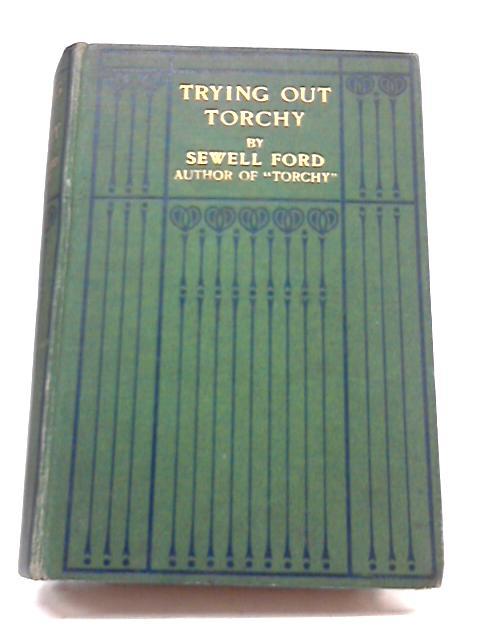 TRYING OUT
TORCHY
BY
SEWELL FORD
AUTHOR OF "TORCHY"